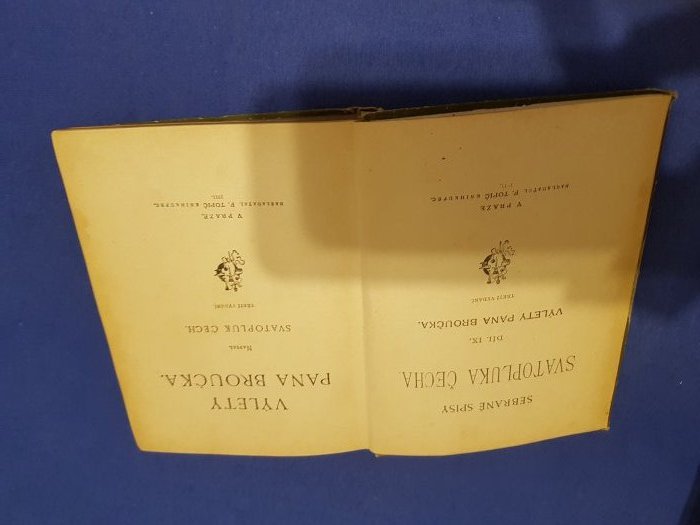 SEBRANÉ SPISY
SVATOPLUKA ČECHA.
DÍL IX.
VÝLETY PANA BROUČKA.
TŘETÍ VYDÁNÍ.
V PRAZE.
NAKLADATEL F. TOPIČ KNIHKUPEC.
VÝLETY
PANA BROUČKA.
NAPSAL
SVATOPLUK ČECH.
TŘETÍ VYDÁNÍ.
V PRAZE.
NAKLADATEL F. TOPIČ KNIHKUPEC.